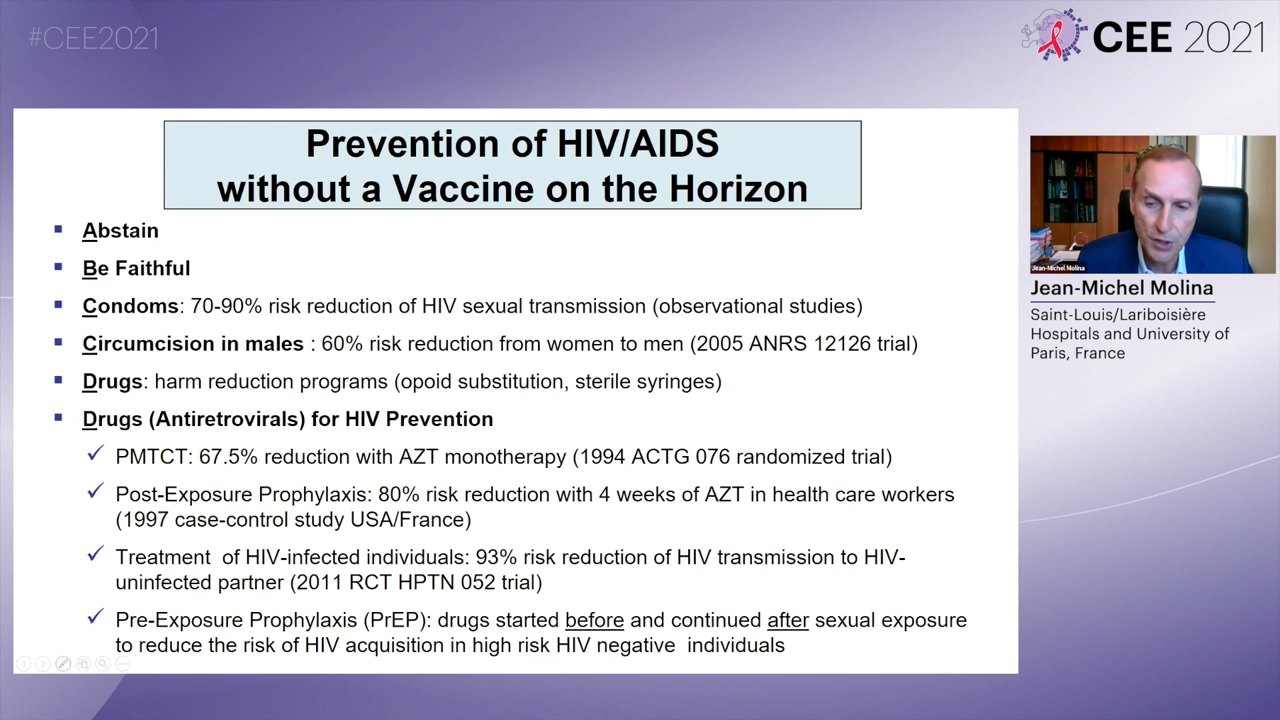 #CEE2021
CEE 2021
Prevention of HIV/AIDS
without a Vaccine on the Horizon
▪ Abstain
▪ Be Faithful
▪ Condoms: 70-90% risk reduction of HIV sexual transmission (observational studies)
▪ Circumcision in males : 60% risk reduction from women to men (2005 ANRS 12126 trial)
▪ Drugs: harm reduction programs (opoid substitution, sterile syringes)
▪ Drugs (Antiretrovirals) for HIV Prevention
✓ PMTCT: 67.5% reduction with AZT monotherapy (1994 ACTG 076 randomized trial)
✓ Post-Exposure Prophylaxis: 80% risk reduction with 4 weeks of AZT in health care workers
(1997 case-control study USA/France)
✓ Treatment of HIV-infected individuals: 93% risk reduction of HIV transmission to HIV-
uninfected partner (2011 RCT HPTN 052 trial)
✓ Pre-Exposure Prophylaxis (PrEP): drugs started before and continued after sexual exposure
to reduce the risk of HIV acquisition in high risk HIV negative individuals
Jean-Michel Molina
Jean-Michel Molina
Saint-Louis/Lariboisière
Hospitals and University of
Paris, France